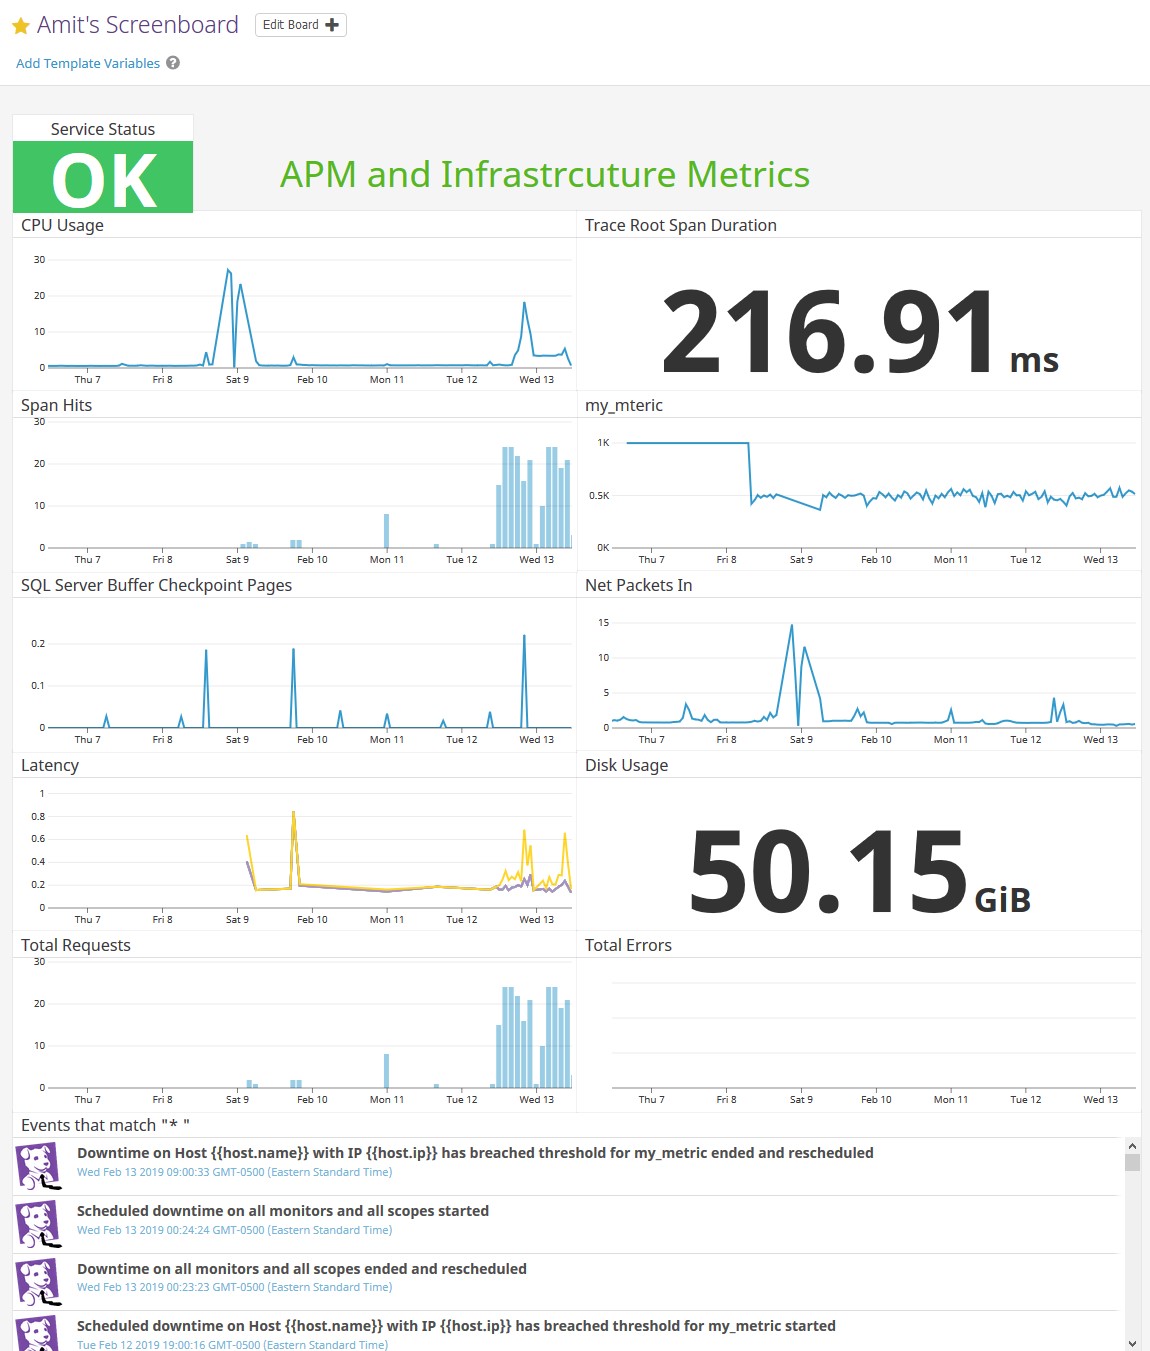 Amit's Screenboard
Edit Board
Add Template Variables
Service Status
OK
APM and Infrastrcuture Metrics
CPU Usage
30
20
10
0
Thu 7 Fri 8 Sat 9 Feb 10 Mon 11 Tue 12 Wed 13
Trace Root Span Duration
216.91 ms
Span Hits
30
20
10
0
Thu 7 Fri 8 Sat 9 Feb 10 Mon 11 Tue 12 Wed 13
my_mteric
1K
0.5K
0K
Thu 7 Fri 8 Sat 9 Feb 10 Mon 11 Tue 12 Wed 13
SQL Server Buffer Checkpoint Pages
0.2
0.1
0
Thu 7 Fri 8 Sat 9 Feb 10 Mon 11 Tue 12 Wed 13
Net Packets In
15
10
5
0
Thu 7 Fri 8 Sat 9 Feb 10 Mon 11 Tue 12 Wed 13
Latency
1
0.8
0.6
0.4
0.2
0
Thu 7 Fri 8 Sat 9 Feb 10 Mon 11 Tue 12 Wed 13
Disk Usage
50.15 GiB
Total Requests
30
20
10
0
Thu 7 Fri 8 Sat 9 Feb 10 Mon 11 Tue 12 Wed 13
Total Errors
Thu 7 Fri 8 Sat 9 Feb 10 Mon 11 Tue 12 Wed 13
Events that match "* "
Downtime on Host {{host.name}} with IP {{host.ip}} has breached threshold for my_metric ended and rescheduled
Wed Feb 13 2019 09:00:33 GMT-0500 (Eastern Standard Time)
Scheduled downtime on all monitors and all scopes started
Wed Feb 13 2019 00:24:24 GMT-0500 (Eastern Standard Time)
Downtime on all monitors and all scopes ended and rescheduled
Wed Feb 13 2019 00:23:23 GMT-0500 (Eastern Standard Time)
Scheduled downtime on Host {{host.name}} with IP {{host.ip}} has breached threshold for my_metric started
Tue Feb 12 2019 19:00:16 GMT-0500 (Eastern Standard Time)